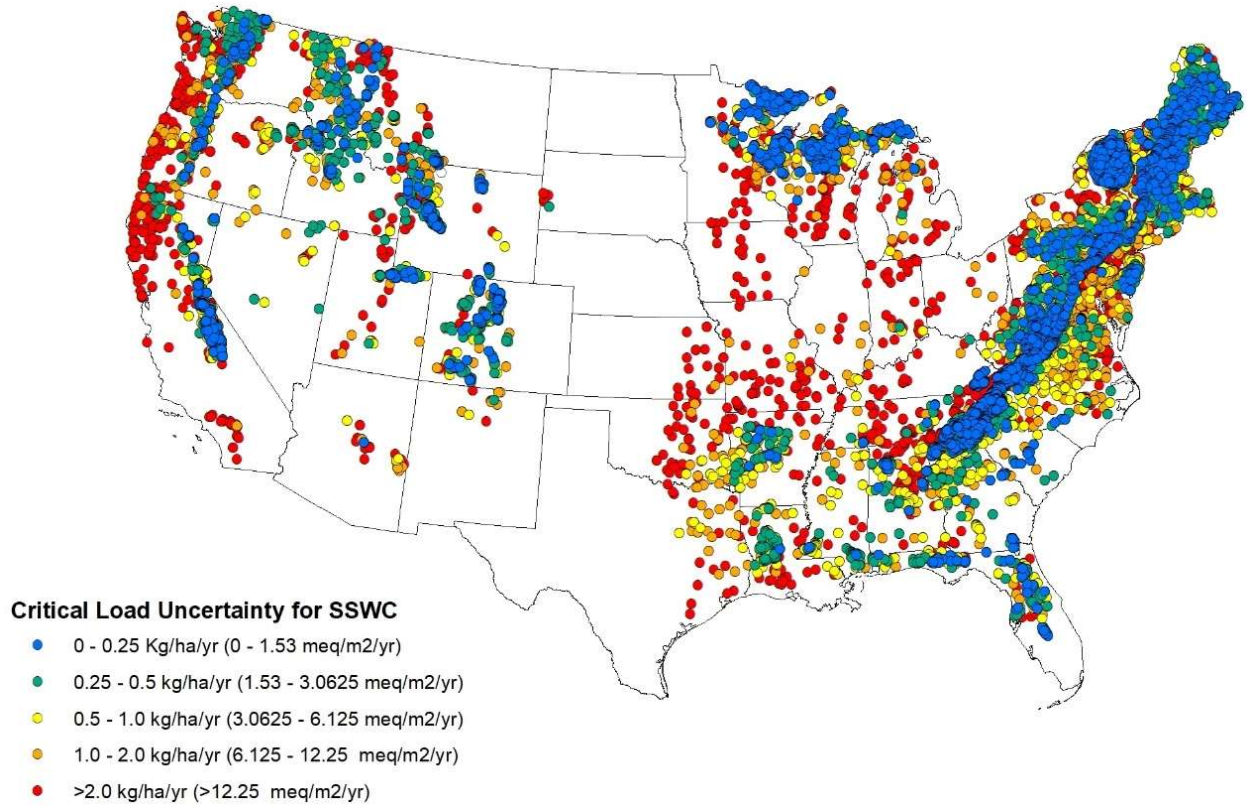 Critical Load Uncertainty for SSWC
0 - 0.25 Kg/ha/yr (0 - 1.53 meq/m2/yr)
0.25 - 0.5 kg/ha/yr (1.53 - 3.0625 meq/m2/yr)
0.5 - 1.0 kg/ha/yr (3.0625 - 6.125 meq/m2/yr)
1.0 - 2.0 kg/ha/yr (6.125 - 12.25  meq/m2/yr)
>2.0 kg/ha/yr (>12.25  meq/m2/yr)